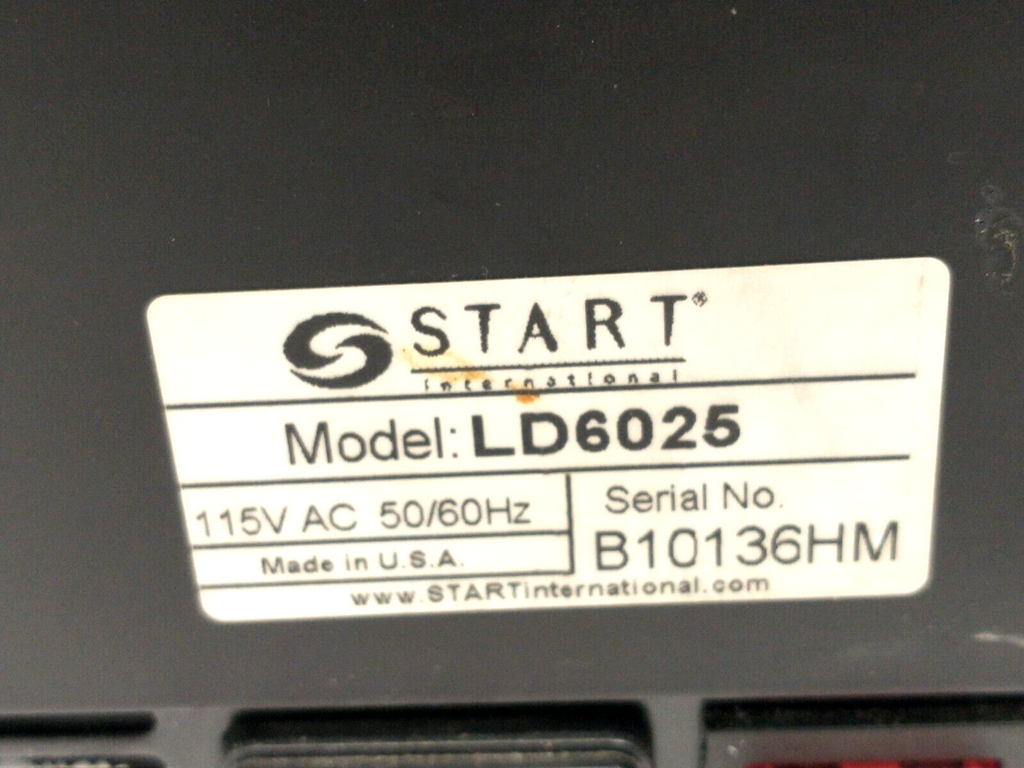 START®
international
Model: LD6025
115V AC 50/60Hz
Made in U.S.A.
Serial No.
B10136HM
www.STARTinternational.com